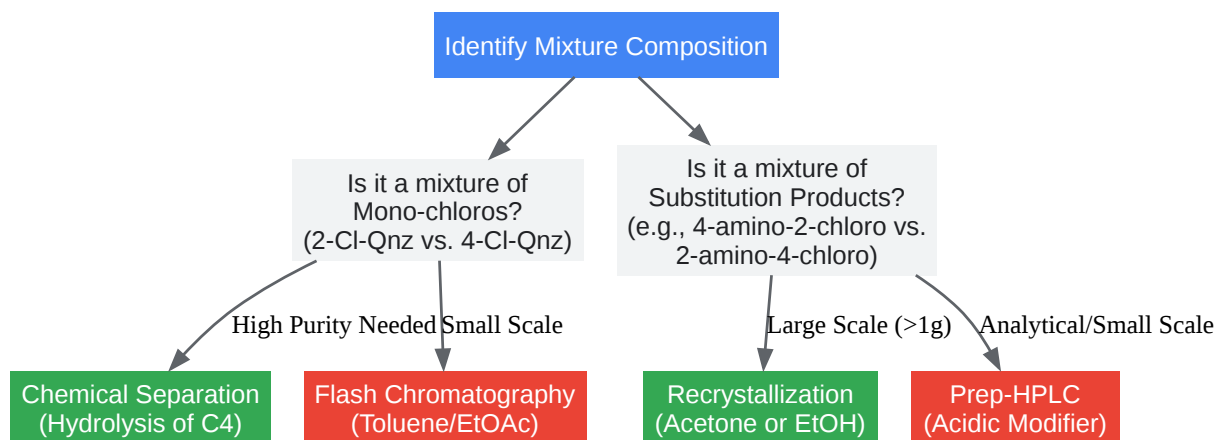 Identify Mixture Composition
Is it a mixture of
Mono-chloros?
(2-Cl-Qnz vs. 4-Cl-Qnz)
Is it a mixture of
Substitution Products?
(e.g., 4-amino-2-chloro vs.
2-amino-4-chloro)
High Purity Needed
Small Scale
Large Scale (>1g)
Analytical/Small Scale
Chemical Separation
(Hydrolysis of C4)
Flash Chromatography
(Toluene/EtOAc)
Recrystallization
(Acetone or EtOH)
Prep-HPLC
(Acidic Modifier)